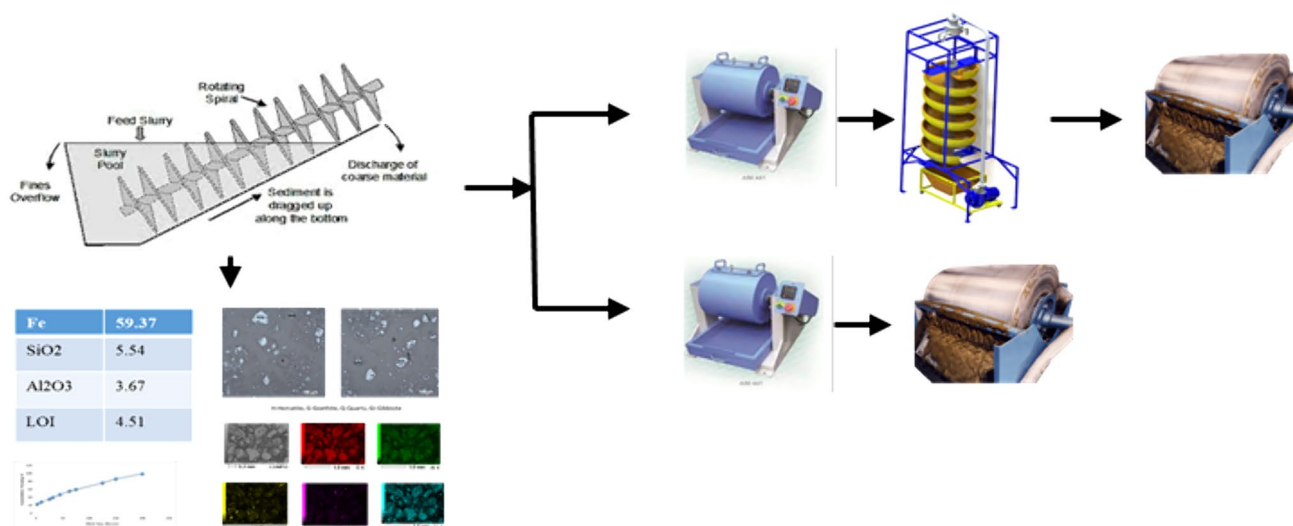 Rotating
Spiral
Feed Slurry
Slurry
Pool
Fines
Overflow
Discharge of
coarse material
Sediment is
dragged up
along the bottom
Fe 59.37
SiO2 5.54
Al2O3 3.67
LOI 4.51
H-Hematite, G-Goethite, Q-Quartz, Gi-Gibbsite